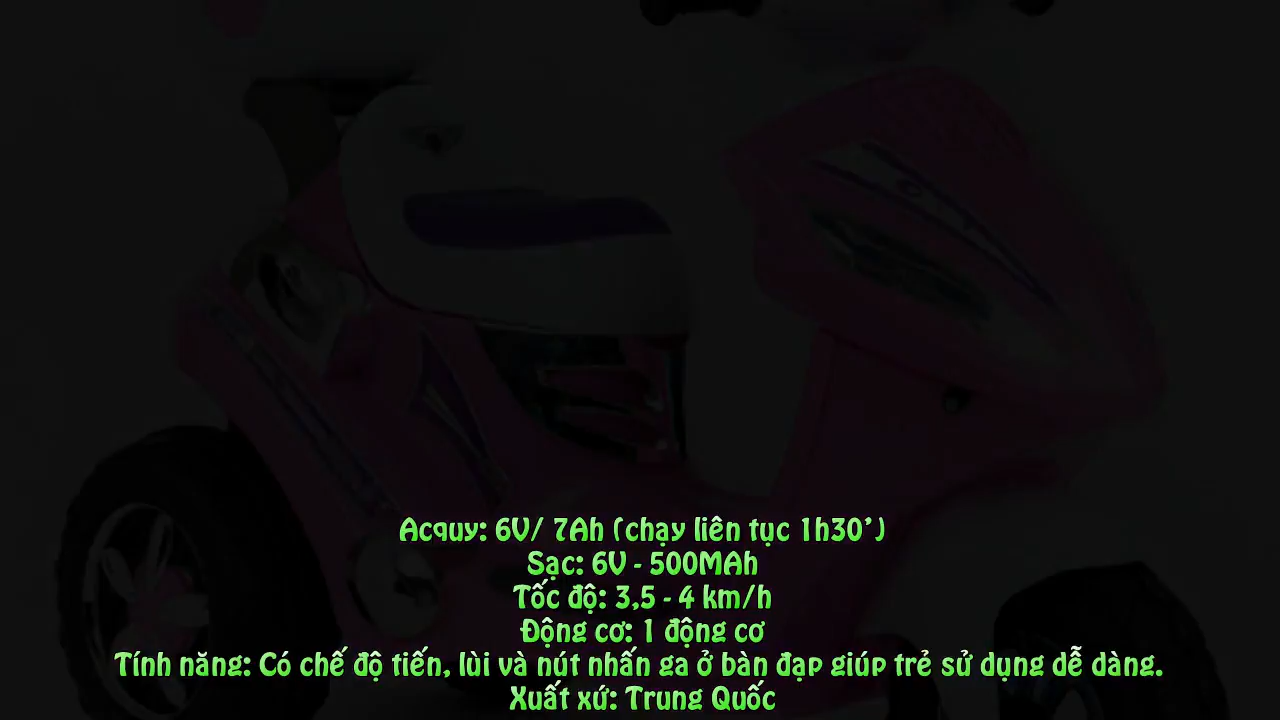 Acquy: 6V/ 7Ah (chạy liên tục 1h30’)
Sạc: 6V - 500MAh
Tốc độ: 3,5 - 4 km/h
Động cơ: 1 động cơ
Tính năng: Có chế độ tiến, lùi và nút nhấn ga ở bàn đạp giúp trẻ sử dụng dễ dàng.
Xuất xứ: Trung Quốc